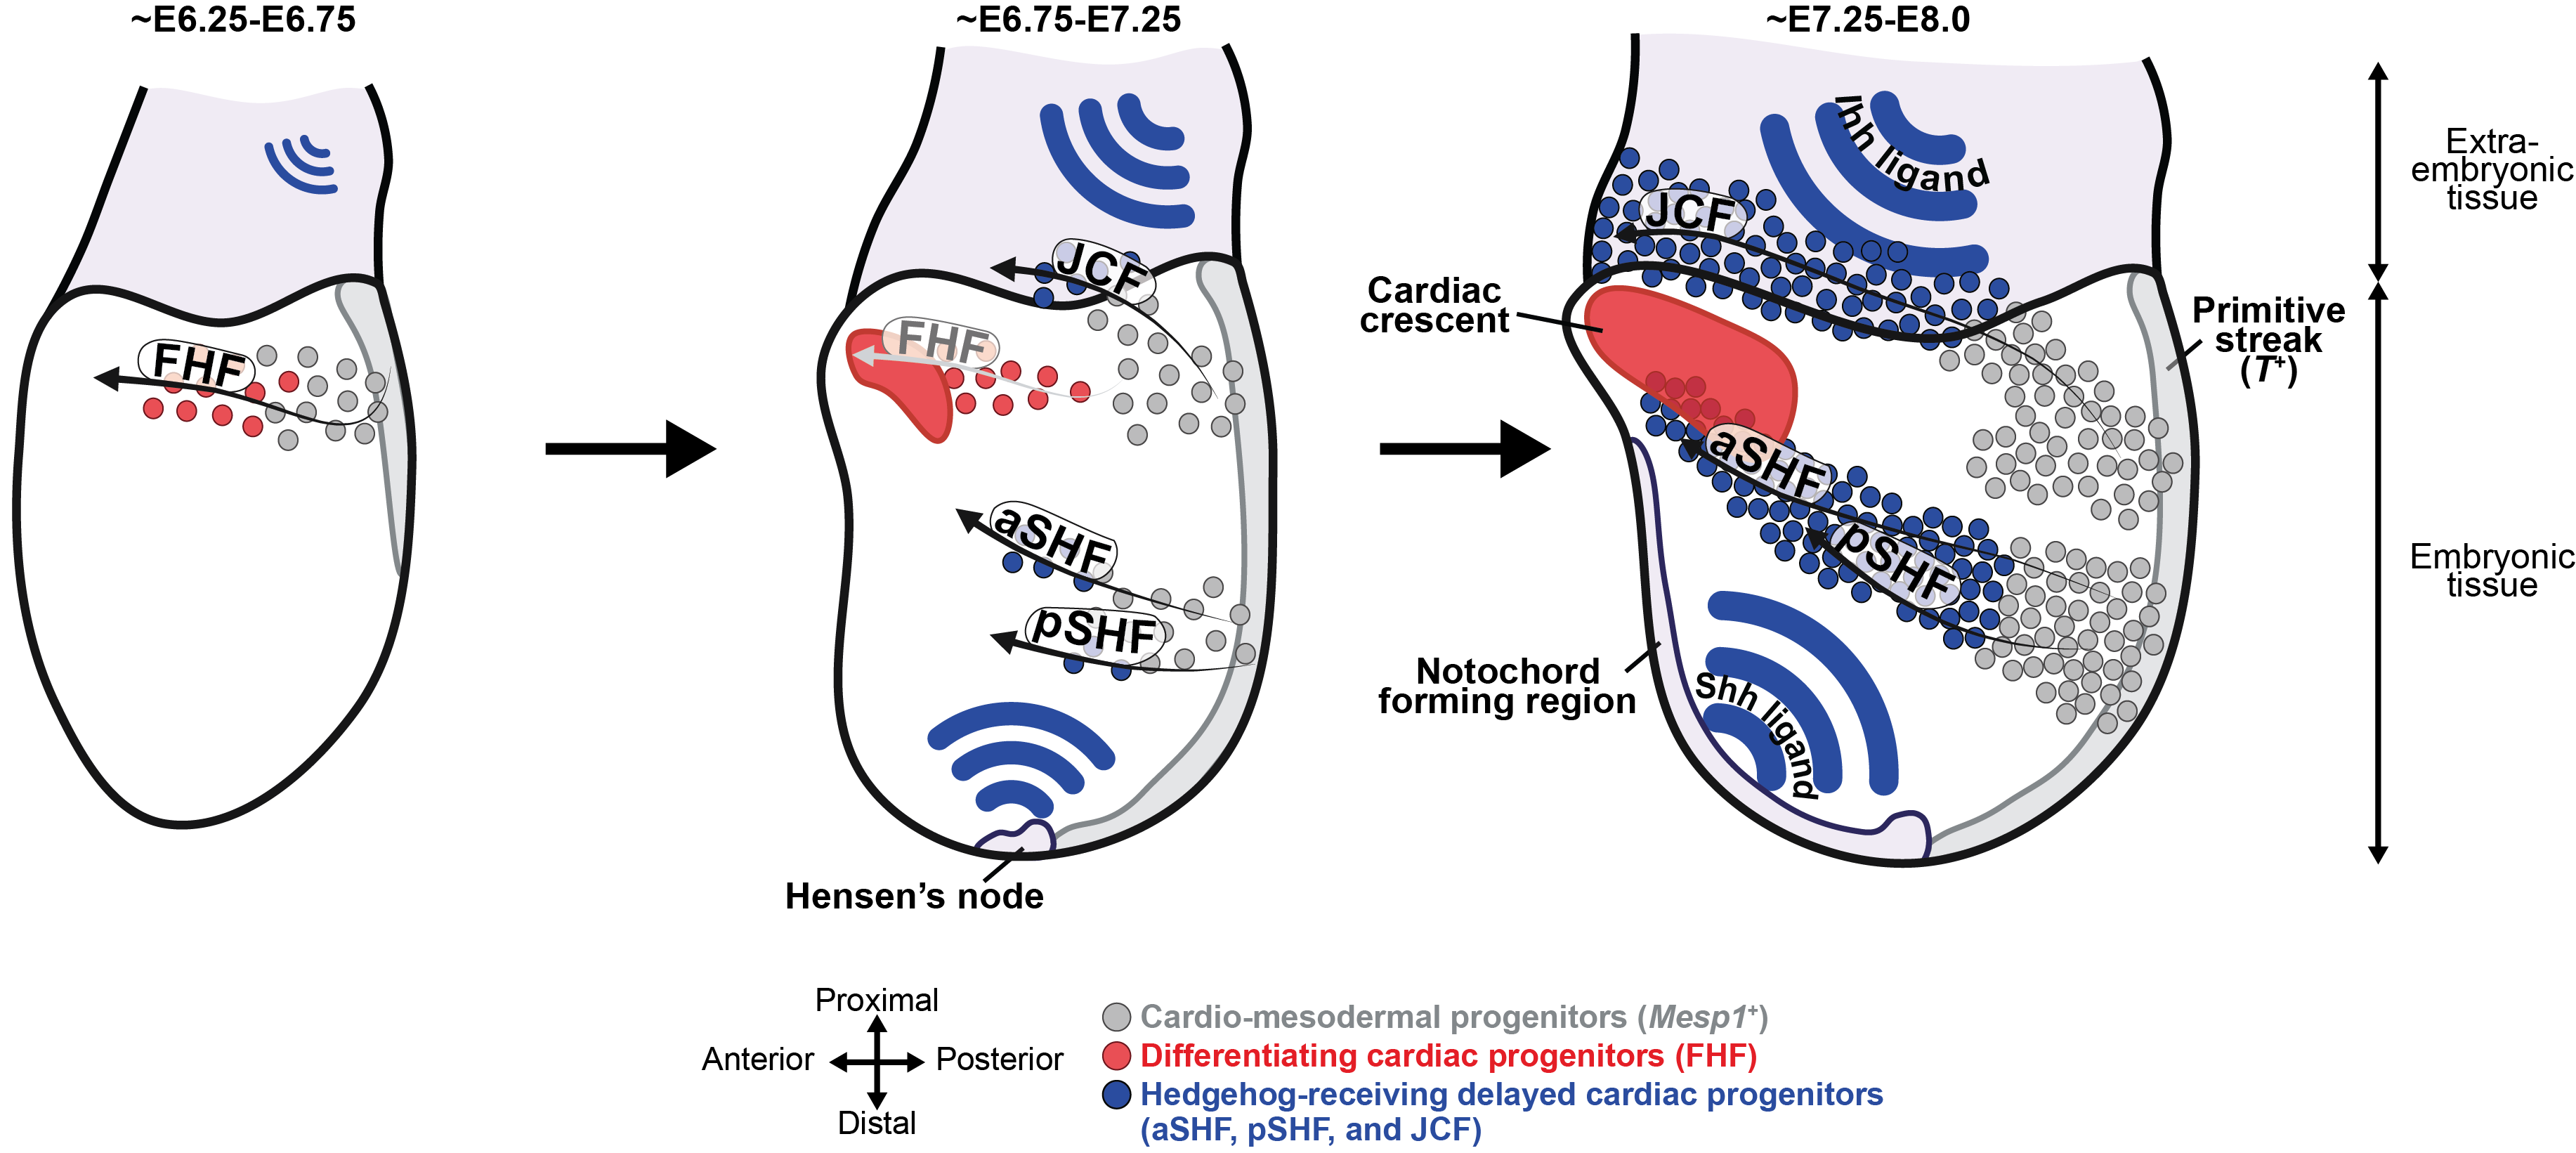 ~E6.25-E6.75
~E6.75-E7.25
~E7.25-E8.0
FHF
JCF
FHF
aSHF
pSHF
Hensen's node
Ihh ligand
JCF
Cardiac
crescent
aSHF
pSHF
Notochord
forming region
Shh ligand
Primitive
streak
(T+)
Extra-
embryonic
tissue
Embryonic
tissue
Proximal
Anterior
Posterior
Distal
Cardio-mesodermal progenitors (Mesp1+)
Differentiating cardiac progenitors (FHF)
Hedgehog-receiving delayed cardiac progenitors
(aSHF, pSHF, and JCF)